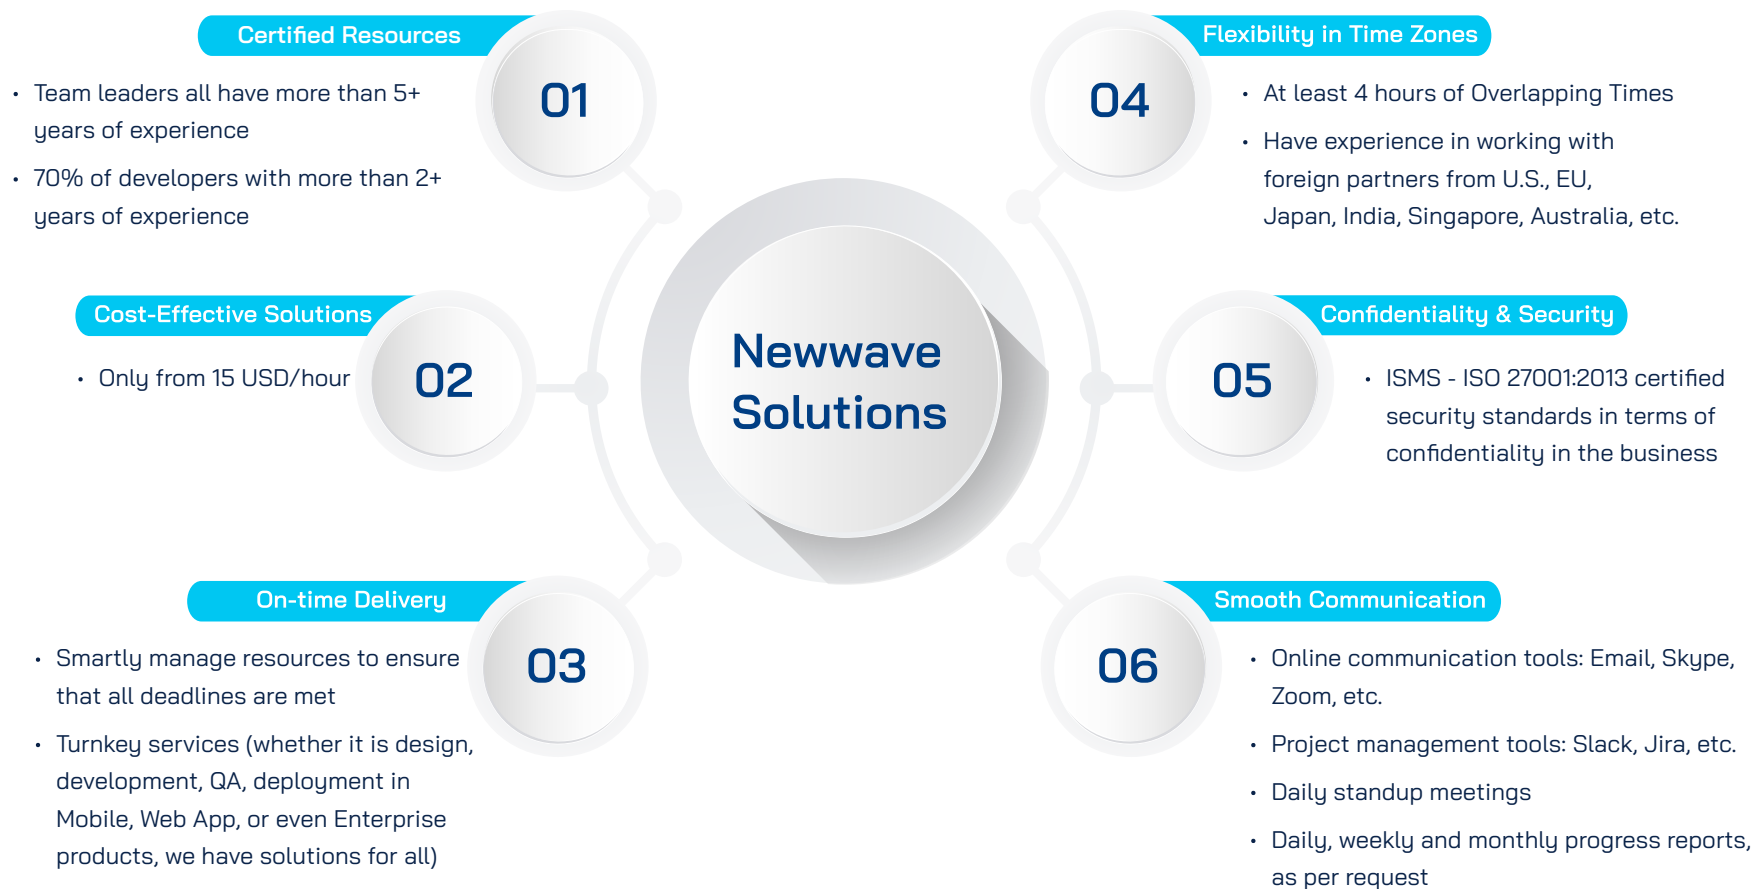 Certified Resources
01
• Team leaders all have more than 5+
years of experience
• 70% of developers with more than 2+
years of experience
Cost-Effective Solutions
02
• Only from 15 USD/hour
On-time Delivery
03
• Smartly manage resources to ensure
that all deadlines are met
• Turnkey services (whether it is design,
development, QA, deployment in
Mobile, Web App, or even Enterprise
products, we have solutions for all)
Newwave
Solutions
Flexibility in Time Zones
04
• At least 4 hours of Overlapping Times
• Have experience in working with
foreign partners from U.S., EU,
Japan, India, Singapore, Australia, etc.
Confidentiality & Security
05
• ISMS - ISO 27001:2013 certified
security standards in terms of
confidentiality in the business
Smooth Communication
06
• Online communication tools: Email, Skype,
Zoom, etc.
• Project management tools: Slack, Jira, etc.
• Daily standup meetings
• Daily, weekly and monthly progress reports,
as per request